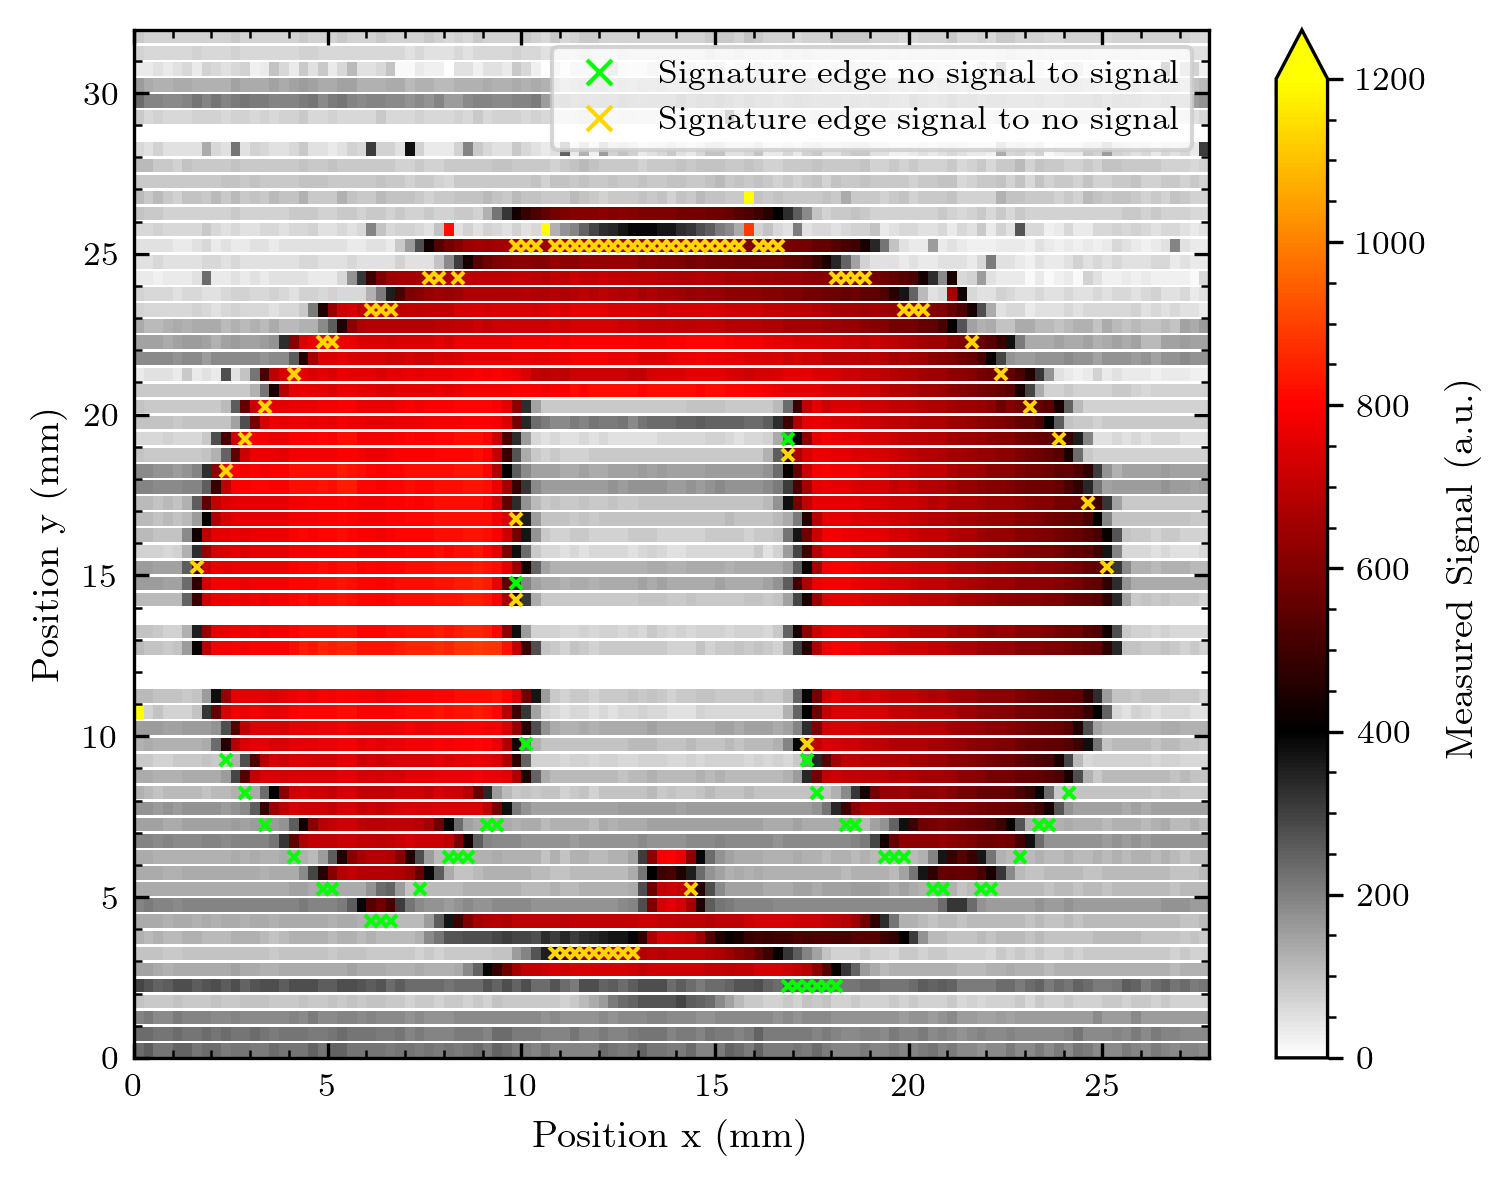 Signature edge no signal to signal
Signature edge signal to no signal
30
25
20
15
10
5
0
Position y (mm)
0 5 10 15 20 25
Position x (mm)
1200
1000
800
600
400
200
0
Measured Signal (a.u.)